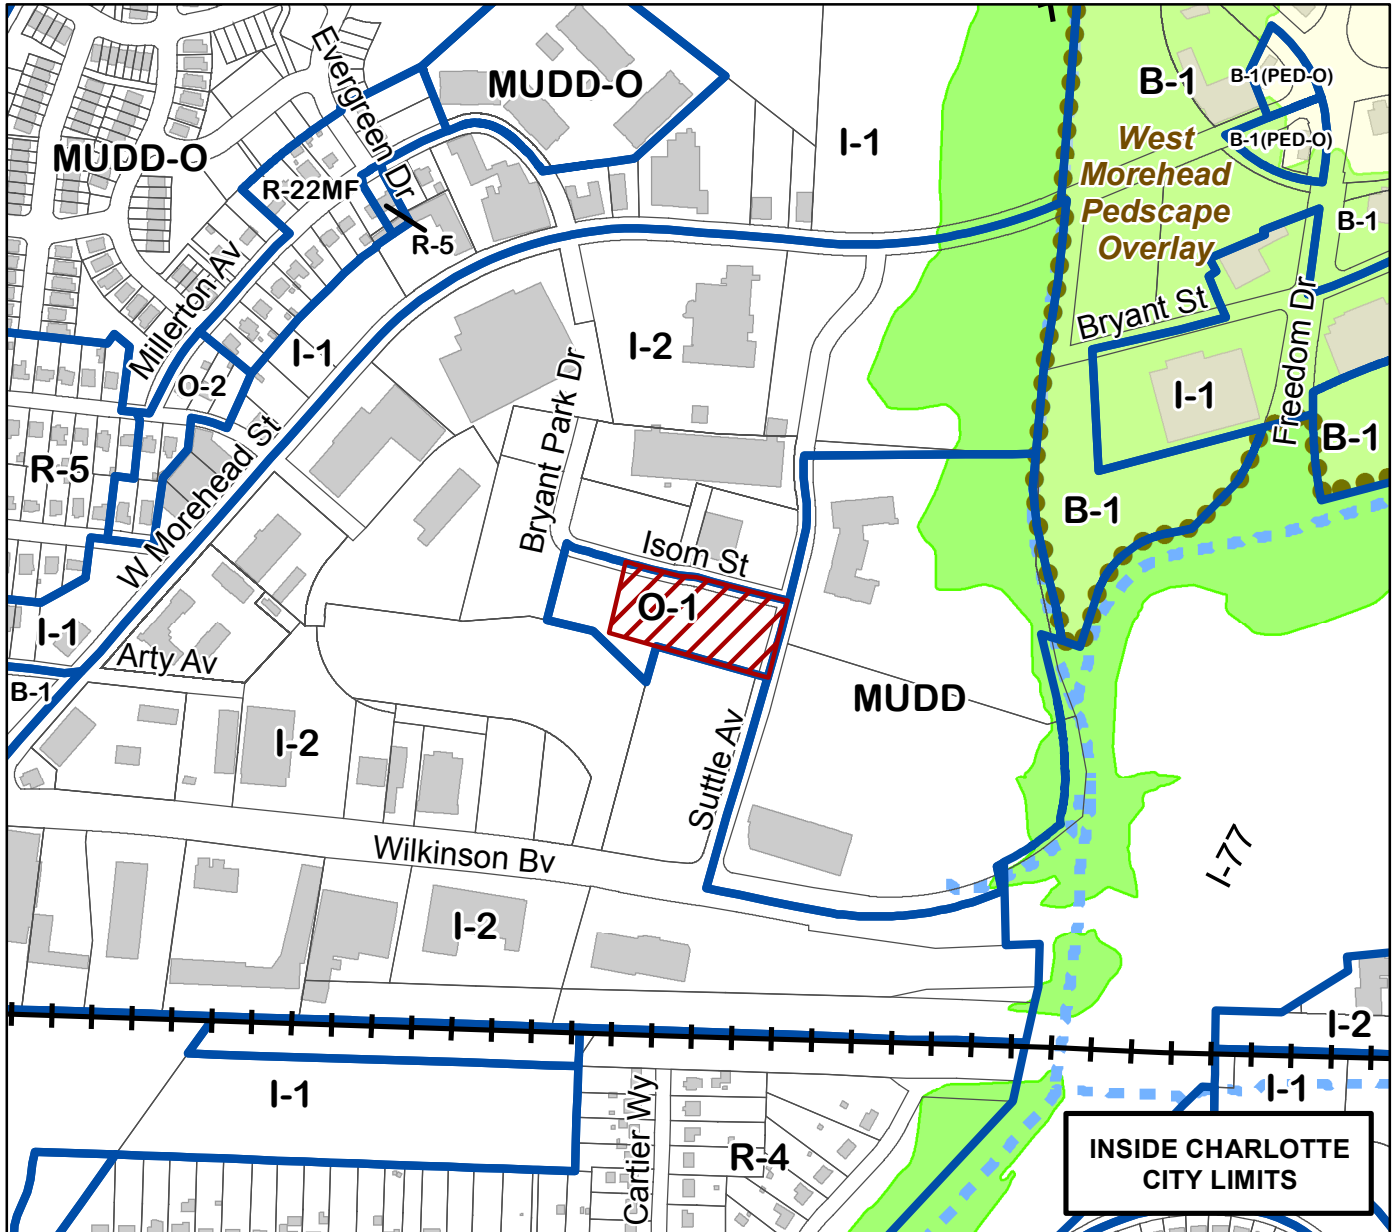 Evergreen Dr
MUDD-O
MUDD-O
I-1
B-1
B-1(PED-O)
B-1(PED-O)
West
Morehead
Pedscape
Overlay
R-22MF
R-5
B-1
Millerton Av
Bryant St
Freedom Dr
I-1
I-2
O-2
I-1
B-1
R-5
W Morehead St
Bryant Park Dr
B-1
Isom St
O-1
I-1
Arty Av
B-1
MUDD
I-2
Suttle Av
Wilkinson Bv
I-77
I-2
I-2
I-1
I-1
Cartier Wy
R-4
INSIDE CHARLOTTE
CITY LIMITS